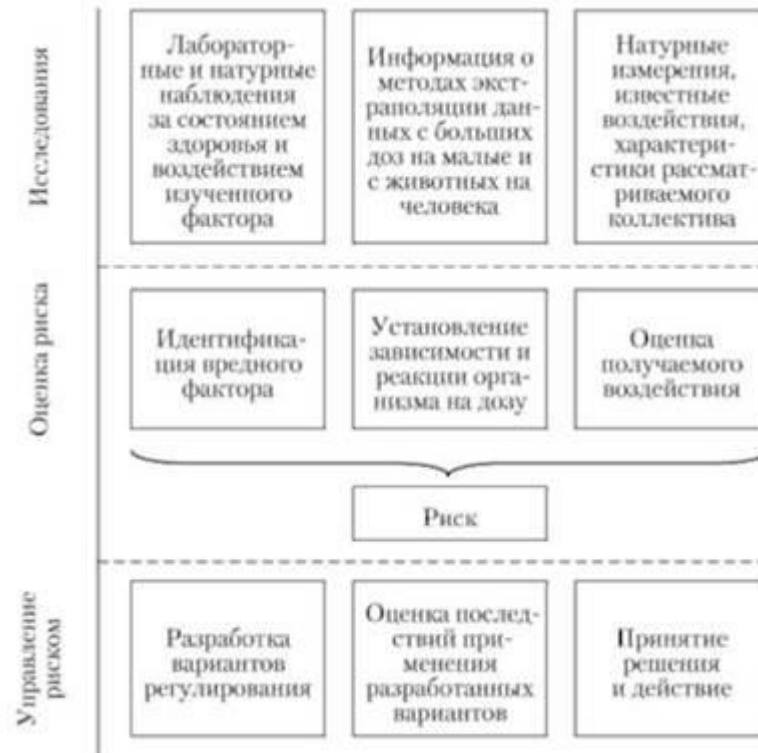 Исследования
Лаборатор-
ные и натурные
наблюдения
за состоянием
здоровья и
воздействием
изученного
фактора
Информация о
методах экст-
раполяции дан-
ных с больших
доз на малые и
с животных на
человека
Натурные
измерения,
известные
воздействия,
характери-
стики рассмат-
риваемого
коллектива
Оценка риска
Идентифика-
ция вредного
фактора
Установление
зависимости и
реакции орга-
низма на дозу
Оценка
получаемого
воздействия
Риск
Управление
риском
Разработка
вариантов
регулирования
Оценка послед-
ствий при-
менения
разработанных
вариантов
Принятие
решения
и действие